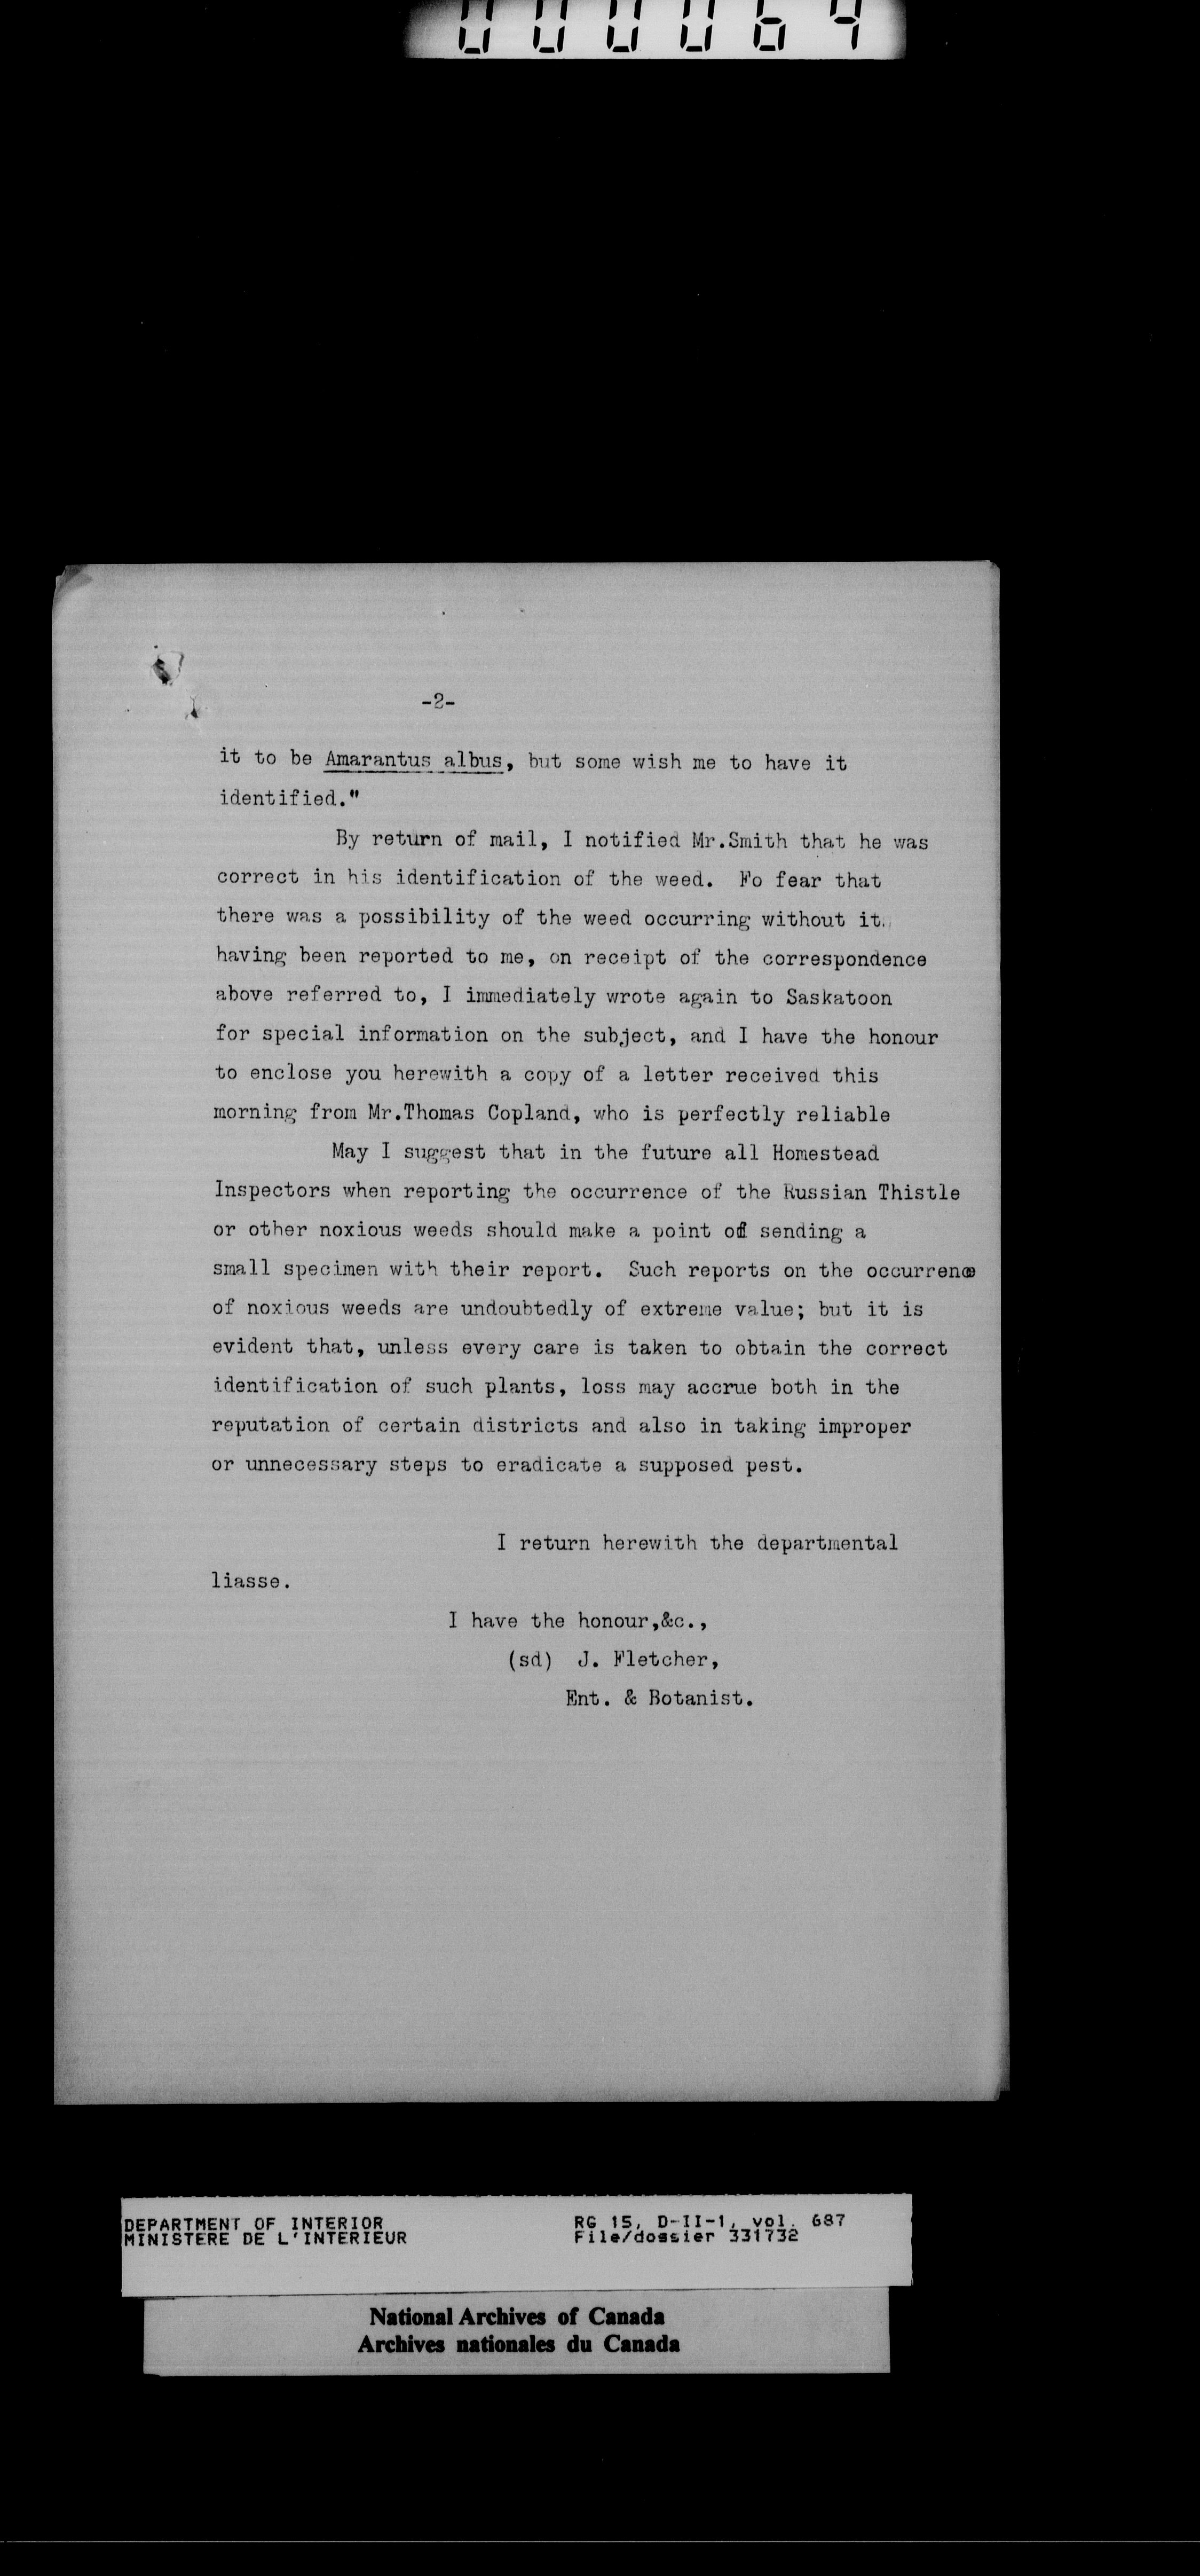 000064
-2-
it to be Amarantus albus, but some wish me to have it
identified."
By return of mail, I notified Mr.Smith that he was
correct in his identification of the weed. Fo fear that
there was a possibility of the weed occurring without it.
having been reported to me, on receipt of the correspondence
above referred to, I immediately wrote again to Saskatoon
for special information on the subject, and I have the honour
to enclose you herewith a copy of a letter received this
morning from Mr.Thomas Copland, who is perfectly reliable
May I suggest that in the future all Homestead
Inspectors when reporting the occurrence of the Russian Thistle
or other noxious weeds should make a point of sending a
small specimen with their report. Such reports on the occurrence
of noxious weeds are undoubtedly of extreme value; but it is
evident that, unless every care is taken to obtain the correct
identification of such plants, loss may accrue both in the
reputation of certain districts and also in taking improper
or unnecessary steps to eradicate a supposed pest.
I return herewith the departmental
liasse.
I have the honour,&c.,
(sd) J. Fletcher,
Ent. & Botanist.
DEPARTMENT OF INTERIOR RG 15, D-II-1, vol. 687
MINISTERE DE L'INTERIEUR File/dossier 331732
National Archives of Canada
Archives nationales du Canada